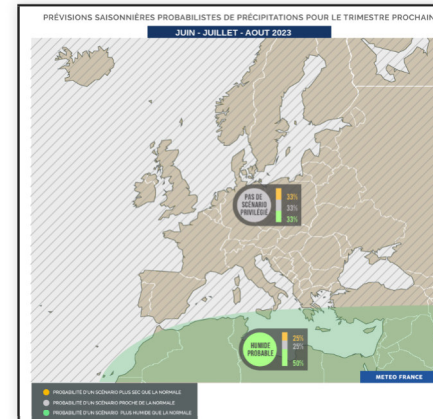 PRÉVISIONS SAISONNIÈRES PROBABILISTES DE PRÉCIPITATIONS POUR LE TRIMESTRE PROCHAIN
JUIN - JUILLET - AOUT 2023
PAS DE
SCÉNARIO
PRIVILÉGIÉ
33%
33%
33%
HUMIDE
PROBABLE
25%
25%
50%
METEO FRANCE
PROBABILITÉ D'UN SCÉNARIO PLUS SEC QUE LA NORMALE
PROBABILITÉ D'UN SCÉNARIO PROCHE DE LA NORMALE
PROBABILITÉ D'UN SCÉNARIO PLUS HUMIDE QUE LA NORMALE